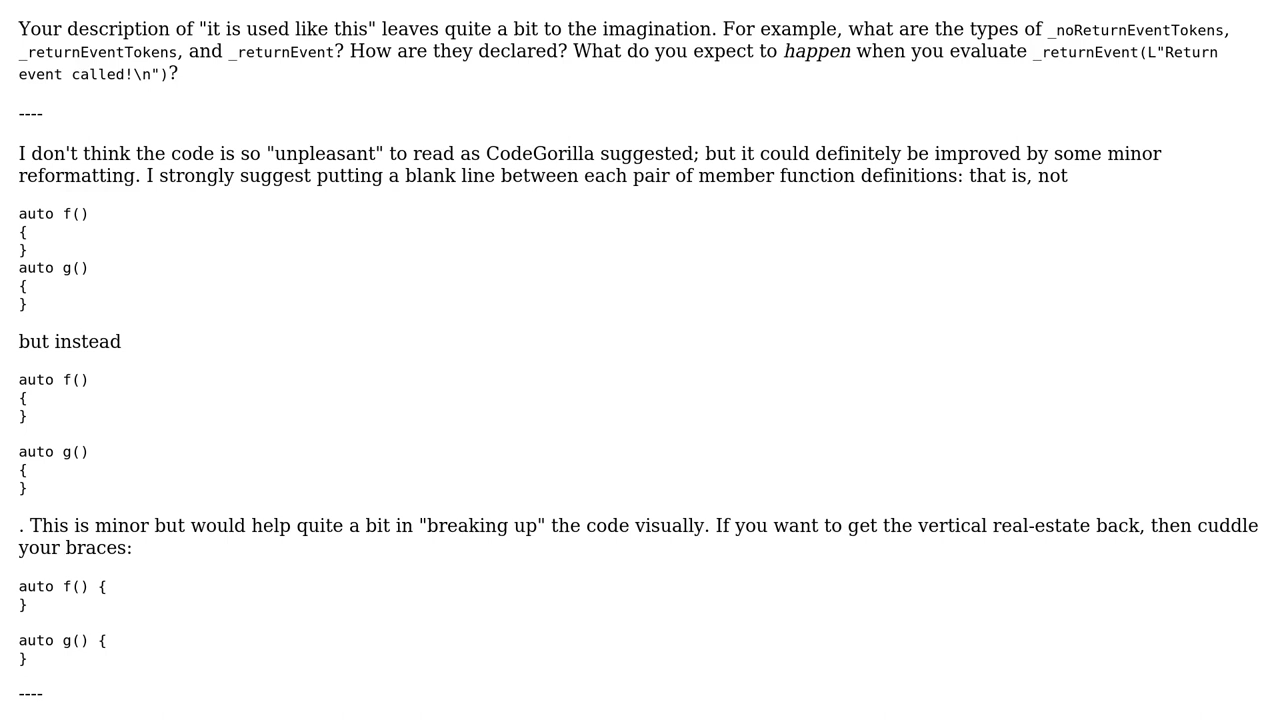 Your description of "it is used like this" leaves quite a bit to the imagination. For example, what are the types of _noReturnEventTokens,
_returnEventTokens, and _returnEvent? How are they declared? What do you expect to happen when you evaluate _returnEvent(L"Return
event called!\n")?
----
I don't think the code is so "unpleasant" to read as CodeGorilla suggested; but it could definitely be improved by some minor
reformatting. I strongly suggest putting a blank line between each pair of member function definitions: that is, not
auto f()
{
}
auto g()
{
}
but instead
auto f()
{
}
auto g()
{
}
. This is minor but would help quite a bit in "breaking up" the code visually. If you want to get the vertical real-estate back, then cuddle
your braces:
auto f() {
}
auto g() {
}
----